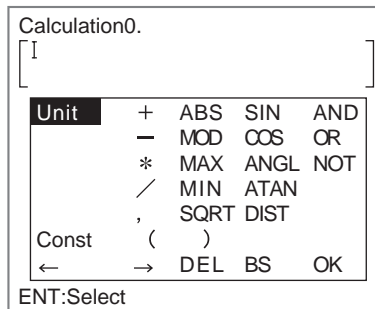 Calculation0.
[I ]
Unit + ABS SIN AND
− MOD COS OR
* MAX ANGL NOT
/ MIN ATAN
, SQRT DIST
Const ( )
← → DEL BS OK
ENT:Select